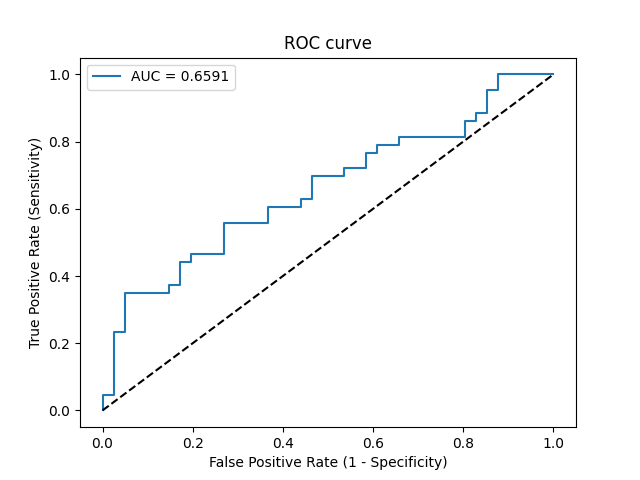 ROC curve
AUC = 0.6591
True Positive Rate (Sensitivity)
1.0
0.8
0.6
0.4
0.2
0.0
0.0 0.2 0.4 0.6 0.8 1.0
False Positive Rate (1 - Specificity)